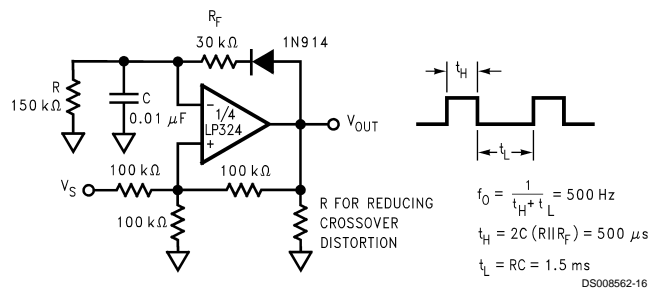 R_F
30 kΩ
1N914
R
150 kΩ
C
0.01 µF
−
1/4
LP324
+
V_OUT
V_S
100 kΩ
100 kΩ
100 kΩ
R FOR REDUCING
CROSSOVER
DISTORTION
t_H
t_L
f_O = 1 / (t_H + t_L) = 500 Hz
t_H = 2C (R||R_F) = 500 µs
t_L = RC = 1.5 ms
DS008562-16